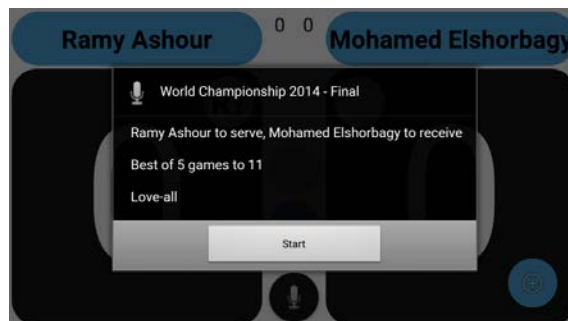 Ramy Ashour
0 0
Mohamed Elshorbagy
World Championship 2014 - Final
Ramy Ashour to serve, Mohamed Elshorbagy to receive
Best of 5 games to 11
Love-all
Start